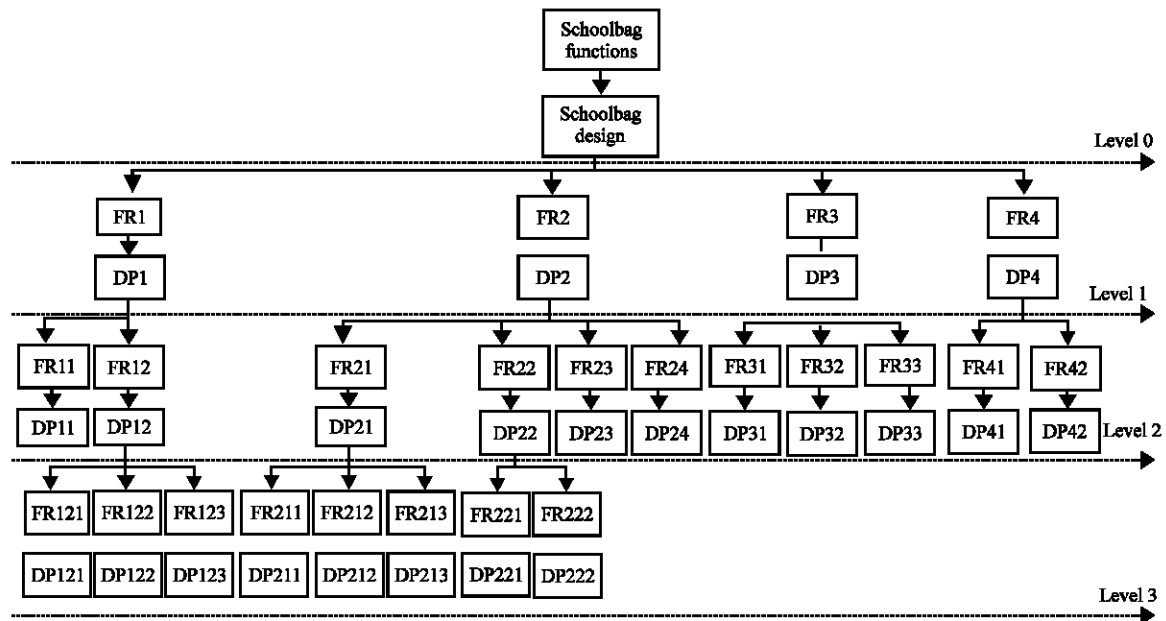 Schoolbag
functions
Schoolbag
design
Level 0
FR1 FR2 FR3 FR4
DP1 DP2 DP3 DP4
Level 1
FR11 FR12 FR21 FR22 FR23 FR24 FR31 FR32 FR33 FR41 FR42
DP11 DP12 DP21 DP22 DP23 DP24 DP31 DP32 DP33 DP41 DP42
Level 2
FR121 FR122 FR123 FR211 FR212 FR213 FR221 FR222
DP121 DP122 DP123 DP211 DP212 DP213 DP221 DP222
Level 3